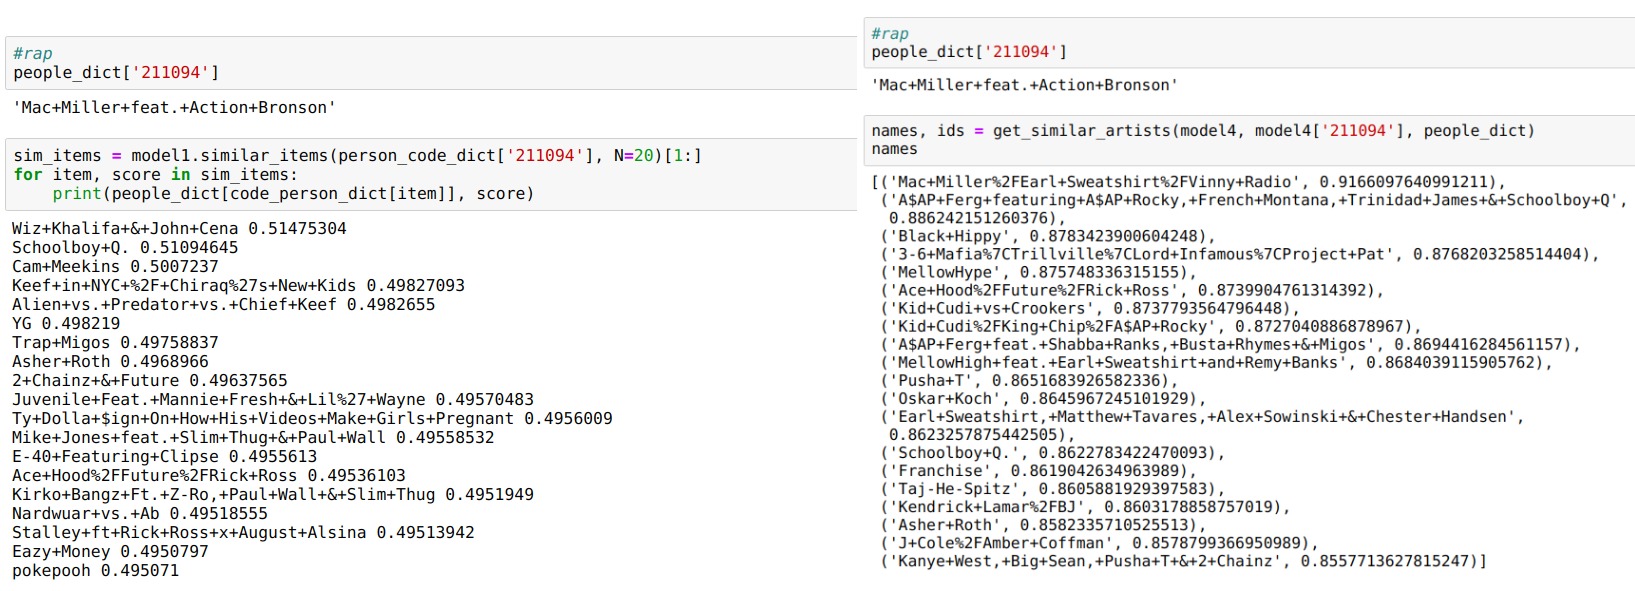 #rap
people_dict['211094']
'Mac+Miller+feat.+Action+Bronson'
sim_items = model1.similar_items(person_code_dict['211094'], N=20)[1:]
for item, score in sim_items:
    print(people_dict[code_person_dict[item]], score)
Wiz+Khalifa+&+John+Cena 0.51475304
Schoolboy+Q. 0.51094645
Cam+Meekins 0.5007237
Keef+in+NYC+%2F+Chiraq%27s+New+Kids 0.49827093
Alien+vs.+Predator+vs.+Chief+Keef 0.4982655
YG 0.498219
Trap+Migos 0.49758837
Asher+Roth 0.4968966
2+Chainz+&+Future 0.49637565
Juvenile+Feat.+Mannie+Fresh+&+Lil%27+Wayne 0.49570483
Ty+Dolla+$ign+On+How+His+Videos+Make+Girls+Pregnant 0.4956009
Mike+Jones+feat.+Slim+Thug+&+Paul+Wall 0.49558532
E-40+Featuring+Clipse 0.4955613
Ace+Hood%2FFuture%2FRick+Ross 0.49536103
Kirko+Bangz+Ft.+Z-Ro,+Paul+Wall+&+Slim+Thug 0.4951949
Nardwuar+vs.+Ab 0.49518555
Stalley+ft+Rick+Ross+x+August+Alsina 0.49513942
Eazy+Money 0.4950797
pokepooh 0.495071
#rap
people_dict['211094']
'Mac+Miller+feat.+Action+Bronson'
names, ids = get_similar_artists(model4, model4['211094'], people_dict)
names
[('Mac+Miller%2FEarl+Sweatshirt%2FVinny+Radio', 0.9166097640991211),
('A$AP+Ferg+featuring+A$AP+Rocky,+French+Montana,+Trinidad+James+&+Schoolboy+Q',
0.886242151260376),
('Black+Hippy', 0.8783423900604248),
('3-6+Mafia%7CTrillville%7CLord+Infamous%7CProject+Pat', 0.8768203258514404),
('MellowHype', 0.875748336315155),
('Ace+Hood%2FFuture%2FRick+Ross', 0.8739904761314392),
('Kid+Cudi+vs+Crookers', 0.8737793564796448),
('Kid+Cudi%2FKing+Chip%2FA$AP+Rocky', 0.8727040886878967),
('A$AP+Ferg+feat.+Shabba+Ranks,+Busta+Rhymes+&+Migos', 0.8694416284561157),
('MellowHigh+feat.+Earl+Sweatshirt+and+Remy+Banks', 0.8684039115905762),
('Pusha+T', 0.8651683926582336),
('Oskar+Koch', 0.8645967245101929),
('Earl+Sweatshirt,+Matthew+Tavares,+Alex+Sowinski+&+Chester+Handsen',
0.8623257875442505),
('Schoolboy+Q.', 0.8622783422470093),
('Franchise', 0.8619042634963989),
('Taj-He-Spitz', 0.8605881929397583),
('Kendrick+Lamar%2FBJ', 0.8603178858757019),
('Asher+Roth', 0.8582335710525513),
('J+Cole%2FAmber+Coffman', 0.8578799366950989),
('Kanye+West,+Big+Sean,+Pusha+T+&+2+Chainz', 0.8557713627815247)]